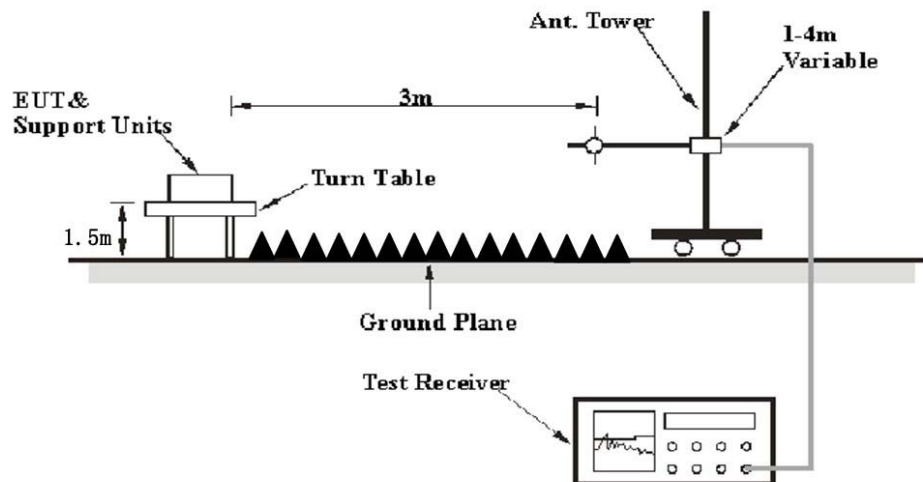 Ant. Tower
1-4m
Variable
3m
EUT&
Support Units
Turn Table
1.5m
Ground Plane
Test Receiver